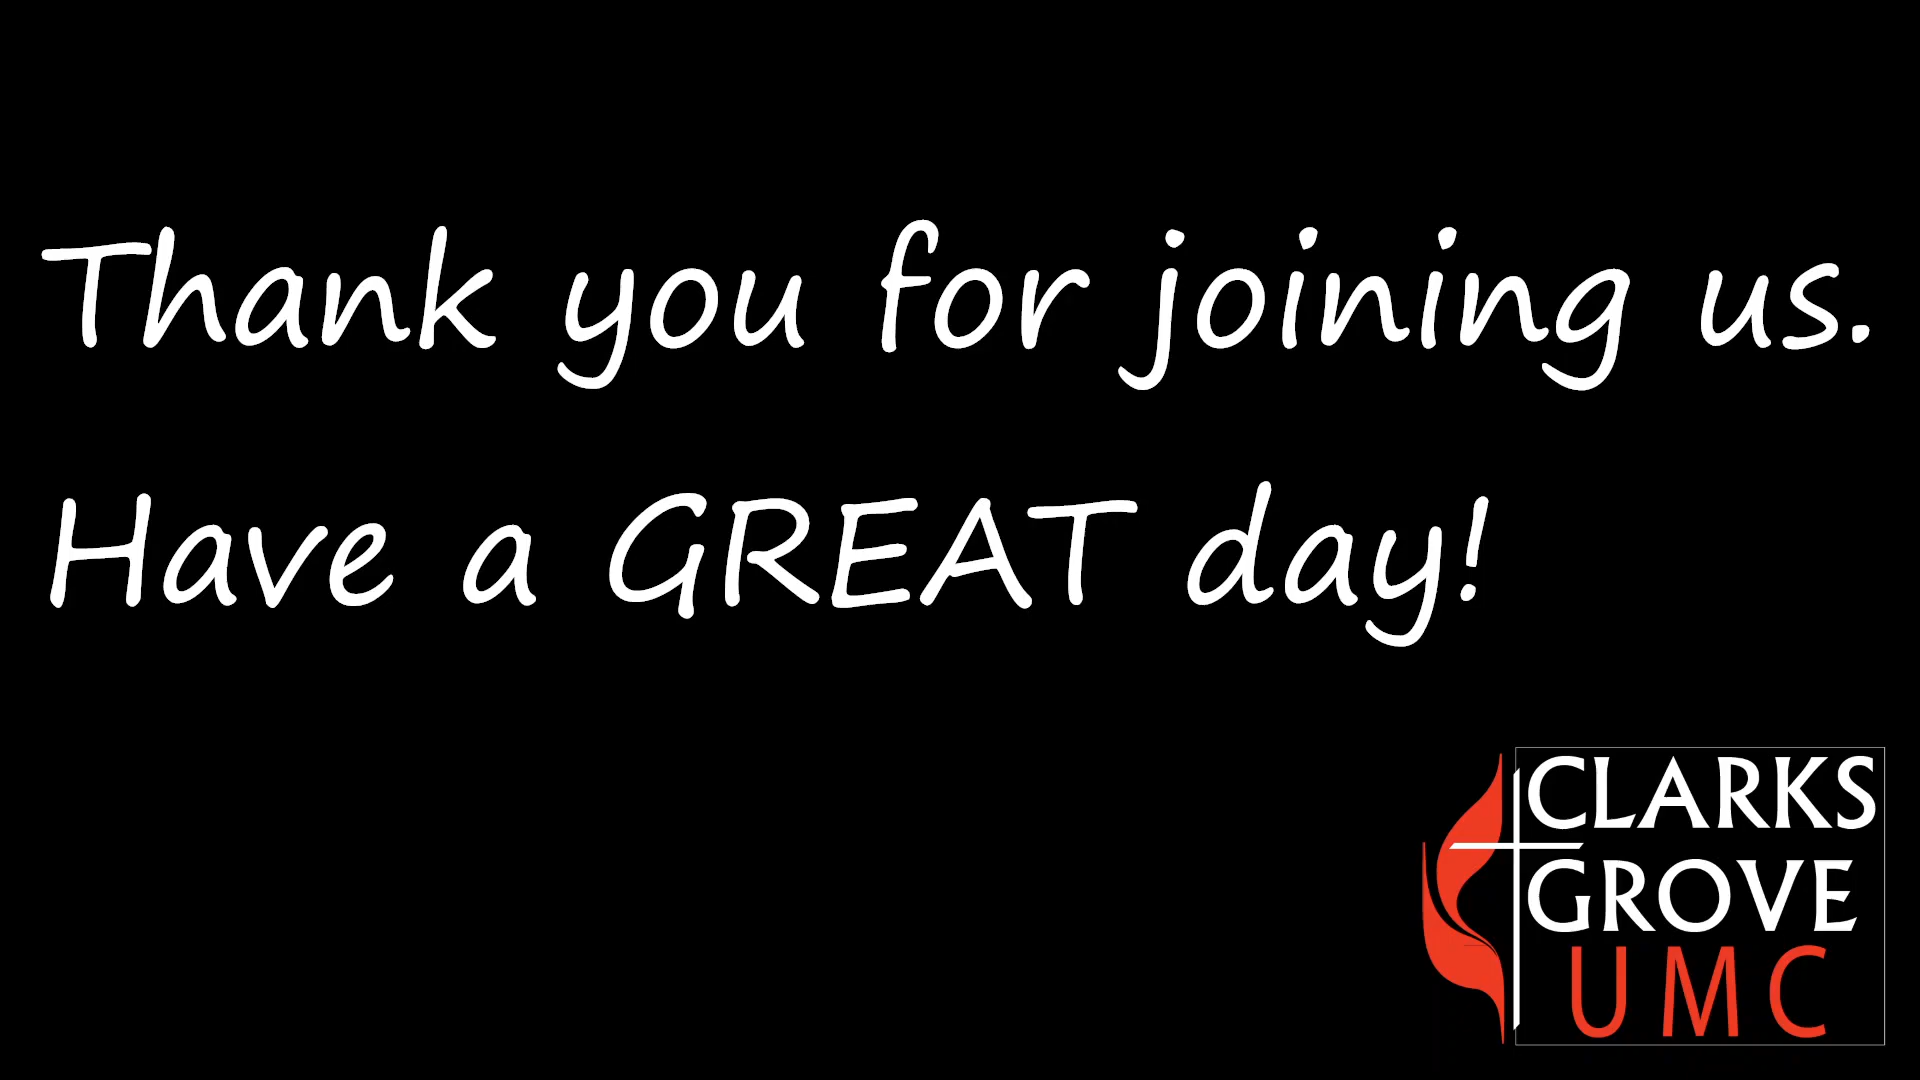 Thank you for joining us.
Have a GREAT day!
CLARKS
GROVE
UMC